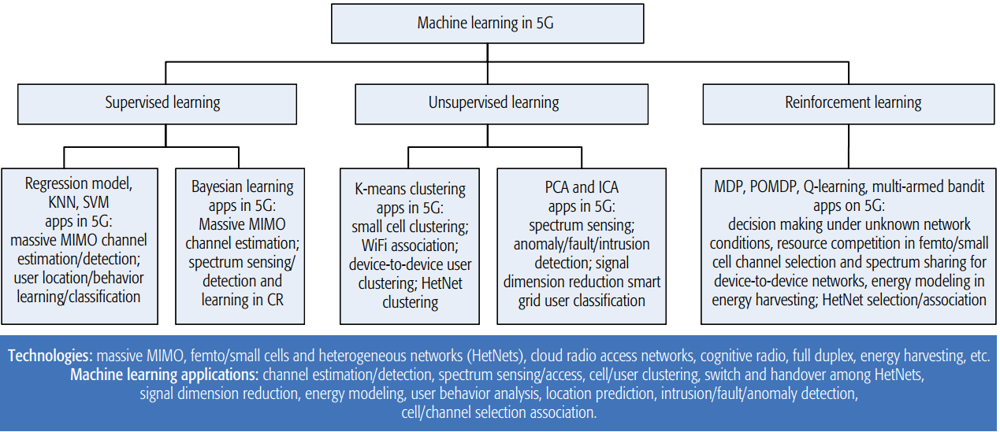 Machine learning in 5G
Supervised learning
Unsupervised learning
Reinforcement learning
Regression model,
KNN, SVM
apps in 5G:
massive MIMO channel
estimation/detection;
user location/behavior
learning/classification
Bayesian learning
apps in 5G:
Massive MIMO
channel estimation;
spectrum sensing/
detection and
learning in CR
K-means clustering
apps in 5G:
small cell clustering;
WiFi association;
device-to-device user
clustering; HetNet
clustering
PCA and ICA
apps in 5G:
spectrum sensing;
anomaly/fault/intrusion
detection; signal
dimension reduction smart
grid user classification
MDP, POMDP, Q-learning, multi-armed bandit
apps on 5G:
decision making under unknown network
conditions, resource competition in femto/small
cell channel selection and spectrum sharing for
device-to-device networks, energy modeling in
energy harvesting; HetNet selection/association
Technologies: massive MIMO, femto/small cells and heterogeneous networks (HetNets), cloud radio access networks, cognitive radio, full duplex, energy harvesting, etc.
Machine learning applications: channel estimation/detection, spectrum sensing/access, cell/user clustering, switch and handover among HetNets,
signal dimension reduction, energy modeling, user behavior analysis, location prediction, intrusion/fault/anomaly detection,
cell/channel selection association.